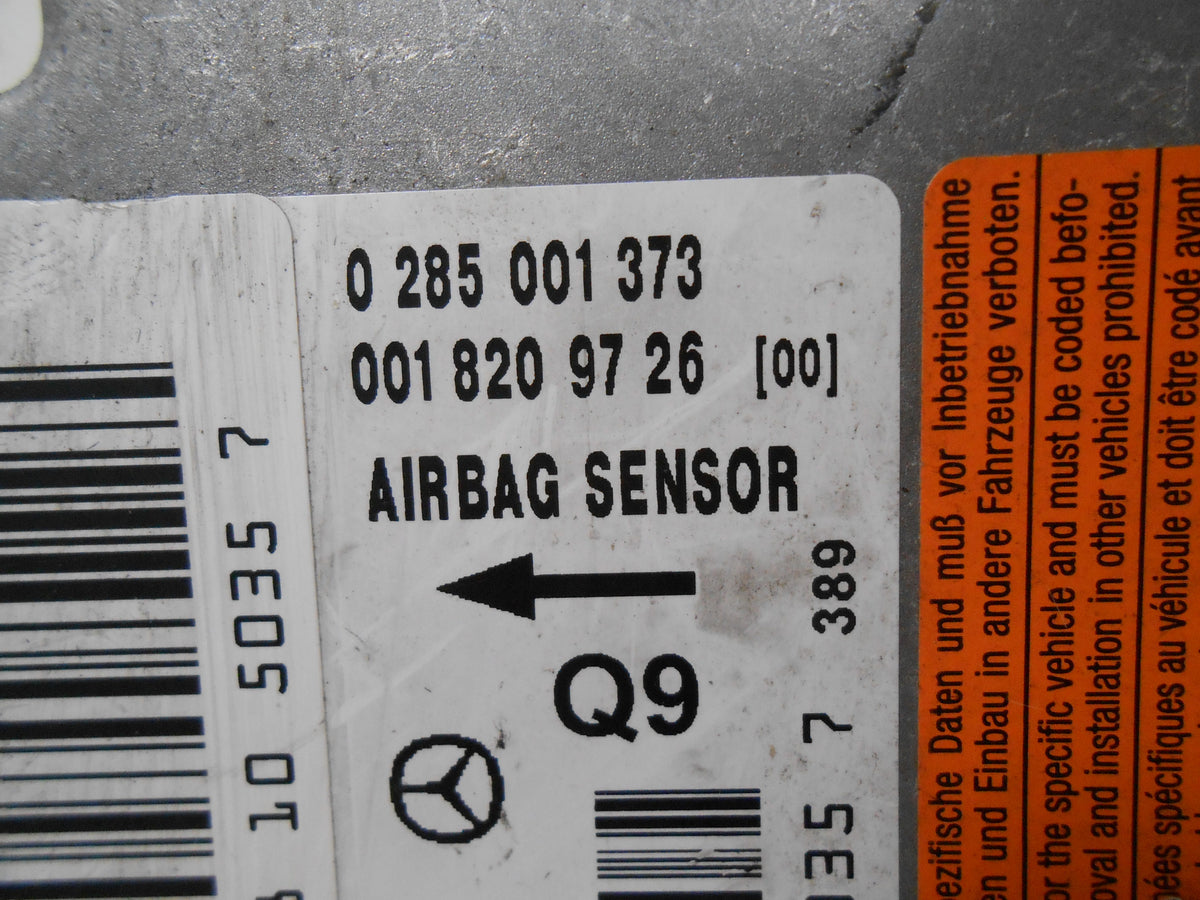 0 285 001 373
001 820 97 26 [00]
AIRBAG SENSOR
389
Q9
10 5035 7
035 7
Daten und muß vor Inbetriebnahme
und Einbau in andere Fahrzeuge verboten.
the specific vehicle and must be coded befo-
and installation in other vehicles prohibited.
spécifiques au véhicule et doit être codé avant